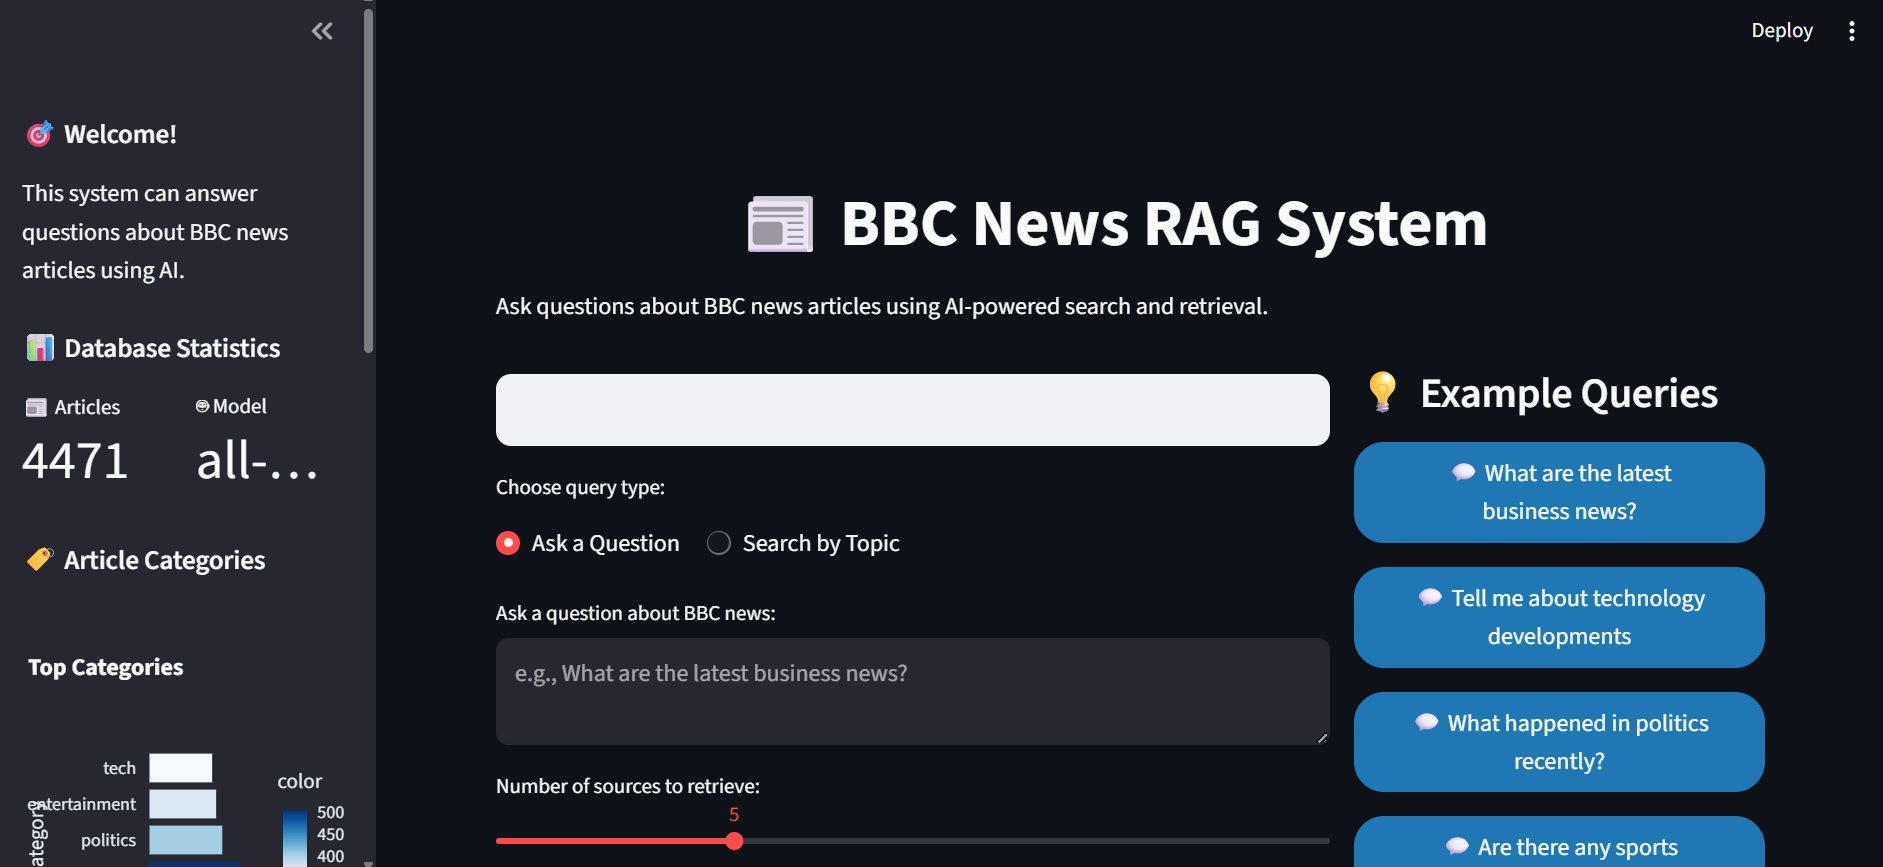 Deploy
Welcome!
This system can answer
questions about BBC news
articles using AI.
Database Statistics
Articles
Model
4471
all-...
Article Categories
Top Categories
tech
entertainment
politics
ategory
color
500
450
400
BBC News RAG System
Ask questions about BBC news articles using AI-powered search and retrieval.
Choose query type:
Ask a Question
Search by Topic
Ask a question about BBC news:
e.g., What are the latest business news?
Number of sources to retrieve:
5
Example Queries
What are the latest
business news?
Tell me about technology
developments
What happened in politics
recently?
Are there any sports